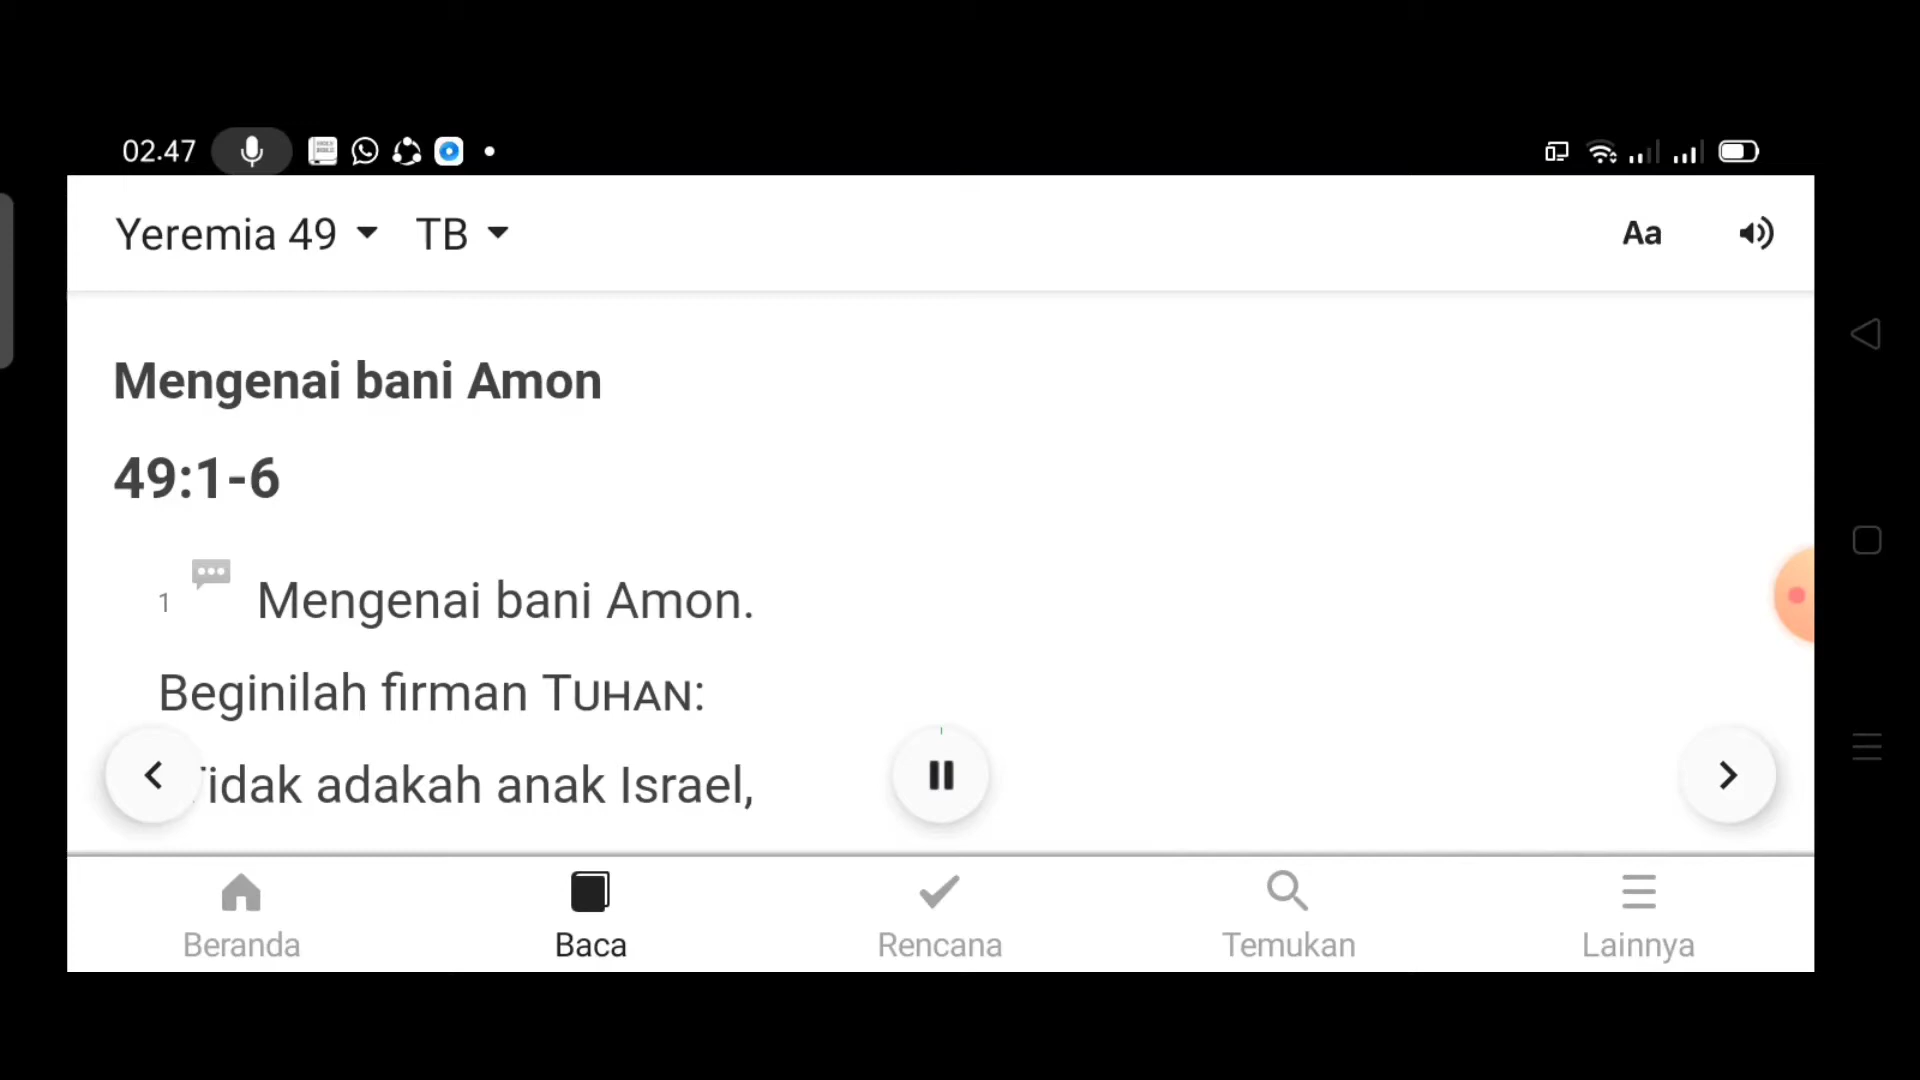 02.47
Yeremia 49 TB Aa
Mengenai bani Amon
49:1-6
1 Mengenai bani Amon.
Beginilah firman TUHAN:
Tidak adakah anak Israel,
Beranda Baca Rencana Temukan Lainnya